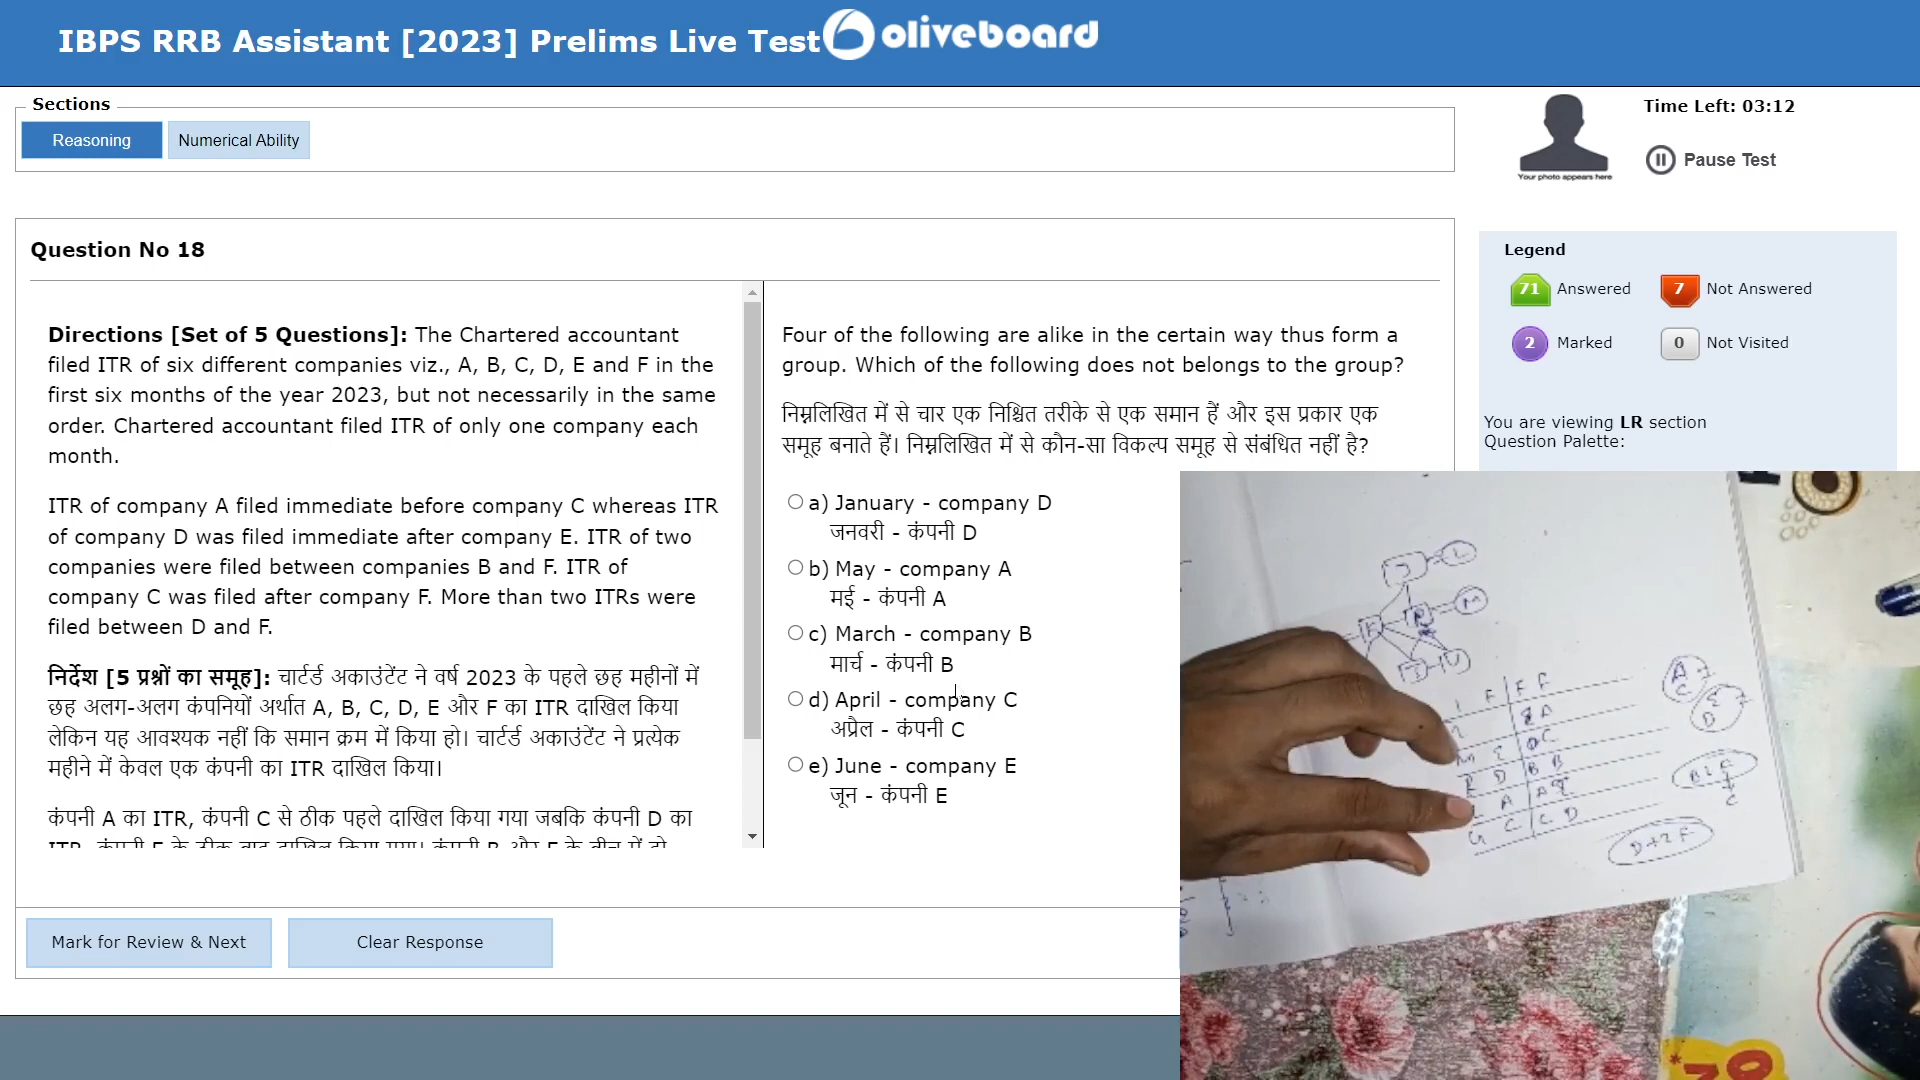 IBPS RRB Assistant [2023] Prelims Live Test oliveboard
Sections
Reasoning
Numerical Ability
Your photo appears here
Time Left: 03:12
Pause Test
Question No 18
Directions [Set of 5 Questions]: The Chartered accountant
filed ITR of six different companies viz., A, B, C, D, E and F in the
first six months of the year 2023, but not necessarily in the same
order. Chartered accountant filed ITR of only one company each
month.
ITR of company A filed immediate before company C whereas ITR
of company D was filed immediate after company E. ITR of two
companies were filed between companies B and F. ITR of
company C was filed after company F. More than two ITRs were
filed between D and F.
निर्देश [5 प्रश्नों का समूह]: चार्टर्ड अकाउंटेंट ने वर्ष 2023 के पहले छह महीनों में
छह अलग-अलग कंपनियों अर्थात A, B, C, D, E और F का ITR दाखिल किया
लेकिन यह आवश्यक नहीं कि समान क्रम में किया हो। चार्टर्ड अकाउंटेंट ने प्रत्येक
महीने में केवल एक कंपनी का ITR दाखिल किया।
कंपनी A का ITR, कंपनी C से ठीक पहले दाखिल किया गया जबकि कंपनी D का
ITR, कंपनी E के ठीक बाद दाखिल किया गया। कंपनी B और F के बीच में दो
Four of the following are alike in the certain way thus form a
group. Which of the following does not belongs to the group?
निम्नलिखित में से चार एक निश्चित तरीके से एक समान हैं और इस प्रकार एक
समूह बनाते हैं। निम्नलिखित में से कौन-सा विकल्प समूह से संबंधित नहीं है?
a) January - company D
जनवरी - कंपनी D
b) May - company A
मई - कंपनी A
c) March - company B
मार्च - कंपनी B
d) April - company C
अप्रैल - कंपनी C
e) June - company E
जून - कंपनी E
Mark for Review & Next
Clear Response
Legend
71 Answered
7 Not Answered
2 Marked
0 Not Visited
You are viewing LR section
Question Palette:
F F F
A
C
B B
D
A
C C D
A
C
E
D
B 2 F
C
D +2 F